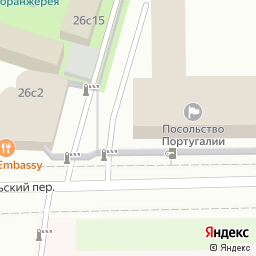 оранжерея
26с15
26с2
Посольство
Португалии
Embassy
ьский пер.
Яндекс
© Яндекс